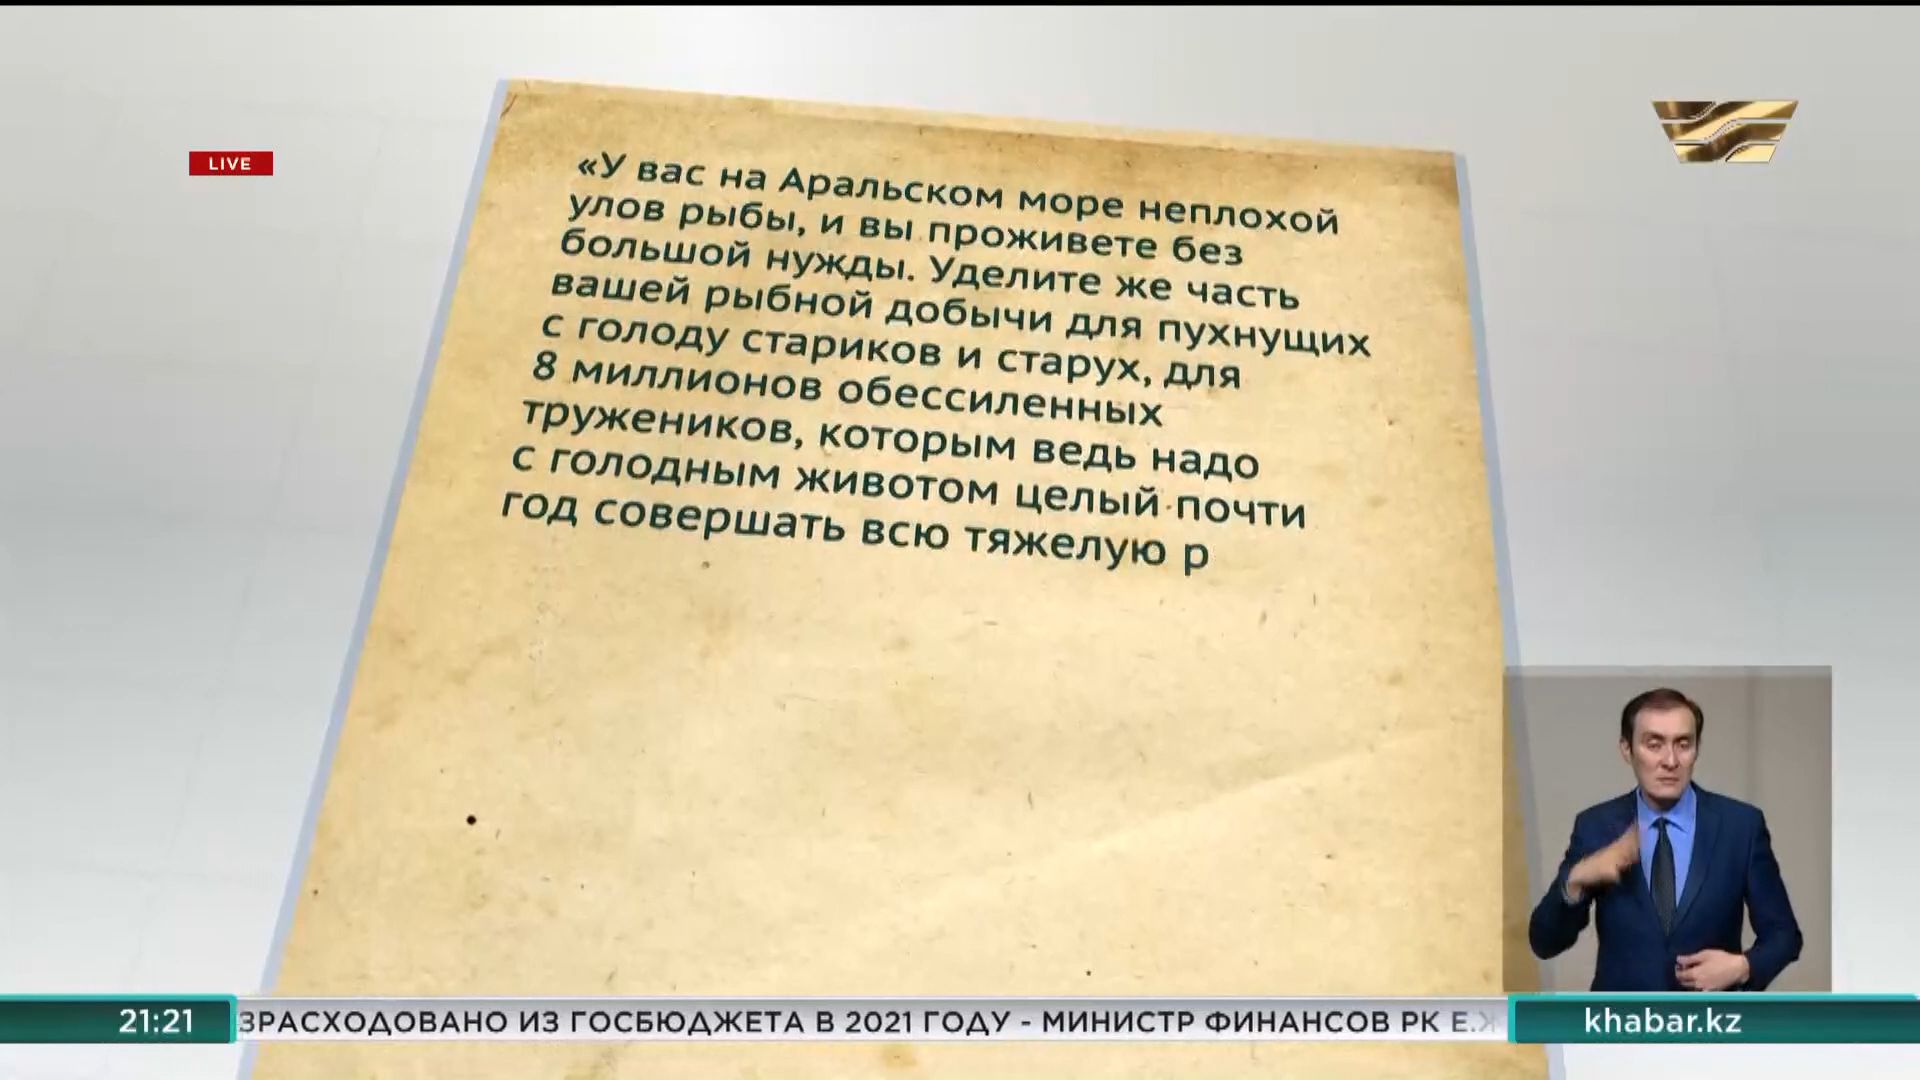 LIVE
«У вас на Аральском море неплохой
улов рыбы, и вы проживете без
большой нужды. Уделите же часть
вашей рыбной добычи для пухнущих
с голоду стариков и старух, для
8 миллионов обессиленных
тружеников, которым ведь надо
с голодным животом целый почти
год совершать всю тяжелую р
21:21
ЗРАСХОДОВАНО ИЗ ГОСБЮДЖЕТА В 2021 ГОДУ - МИНИСТР ФИНАНСОВ РК Е.Ж
khabar.kz